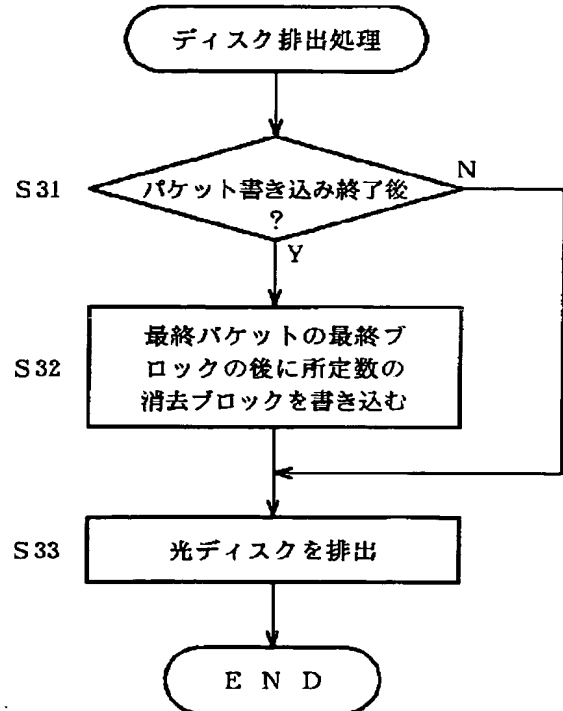 ディスク排出処理
S31
パケット書き込み終了後
?
N
Y
S32
最終パケットの最終ブ
ロックの後に所定数の
消去ブロックを書き込む
S33
光ディスクを排出
END